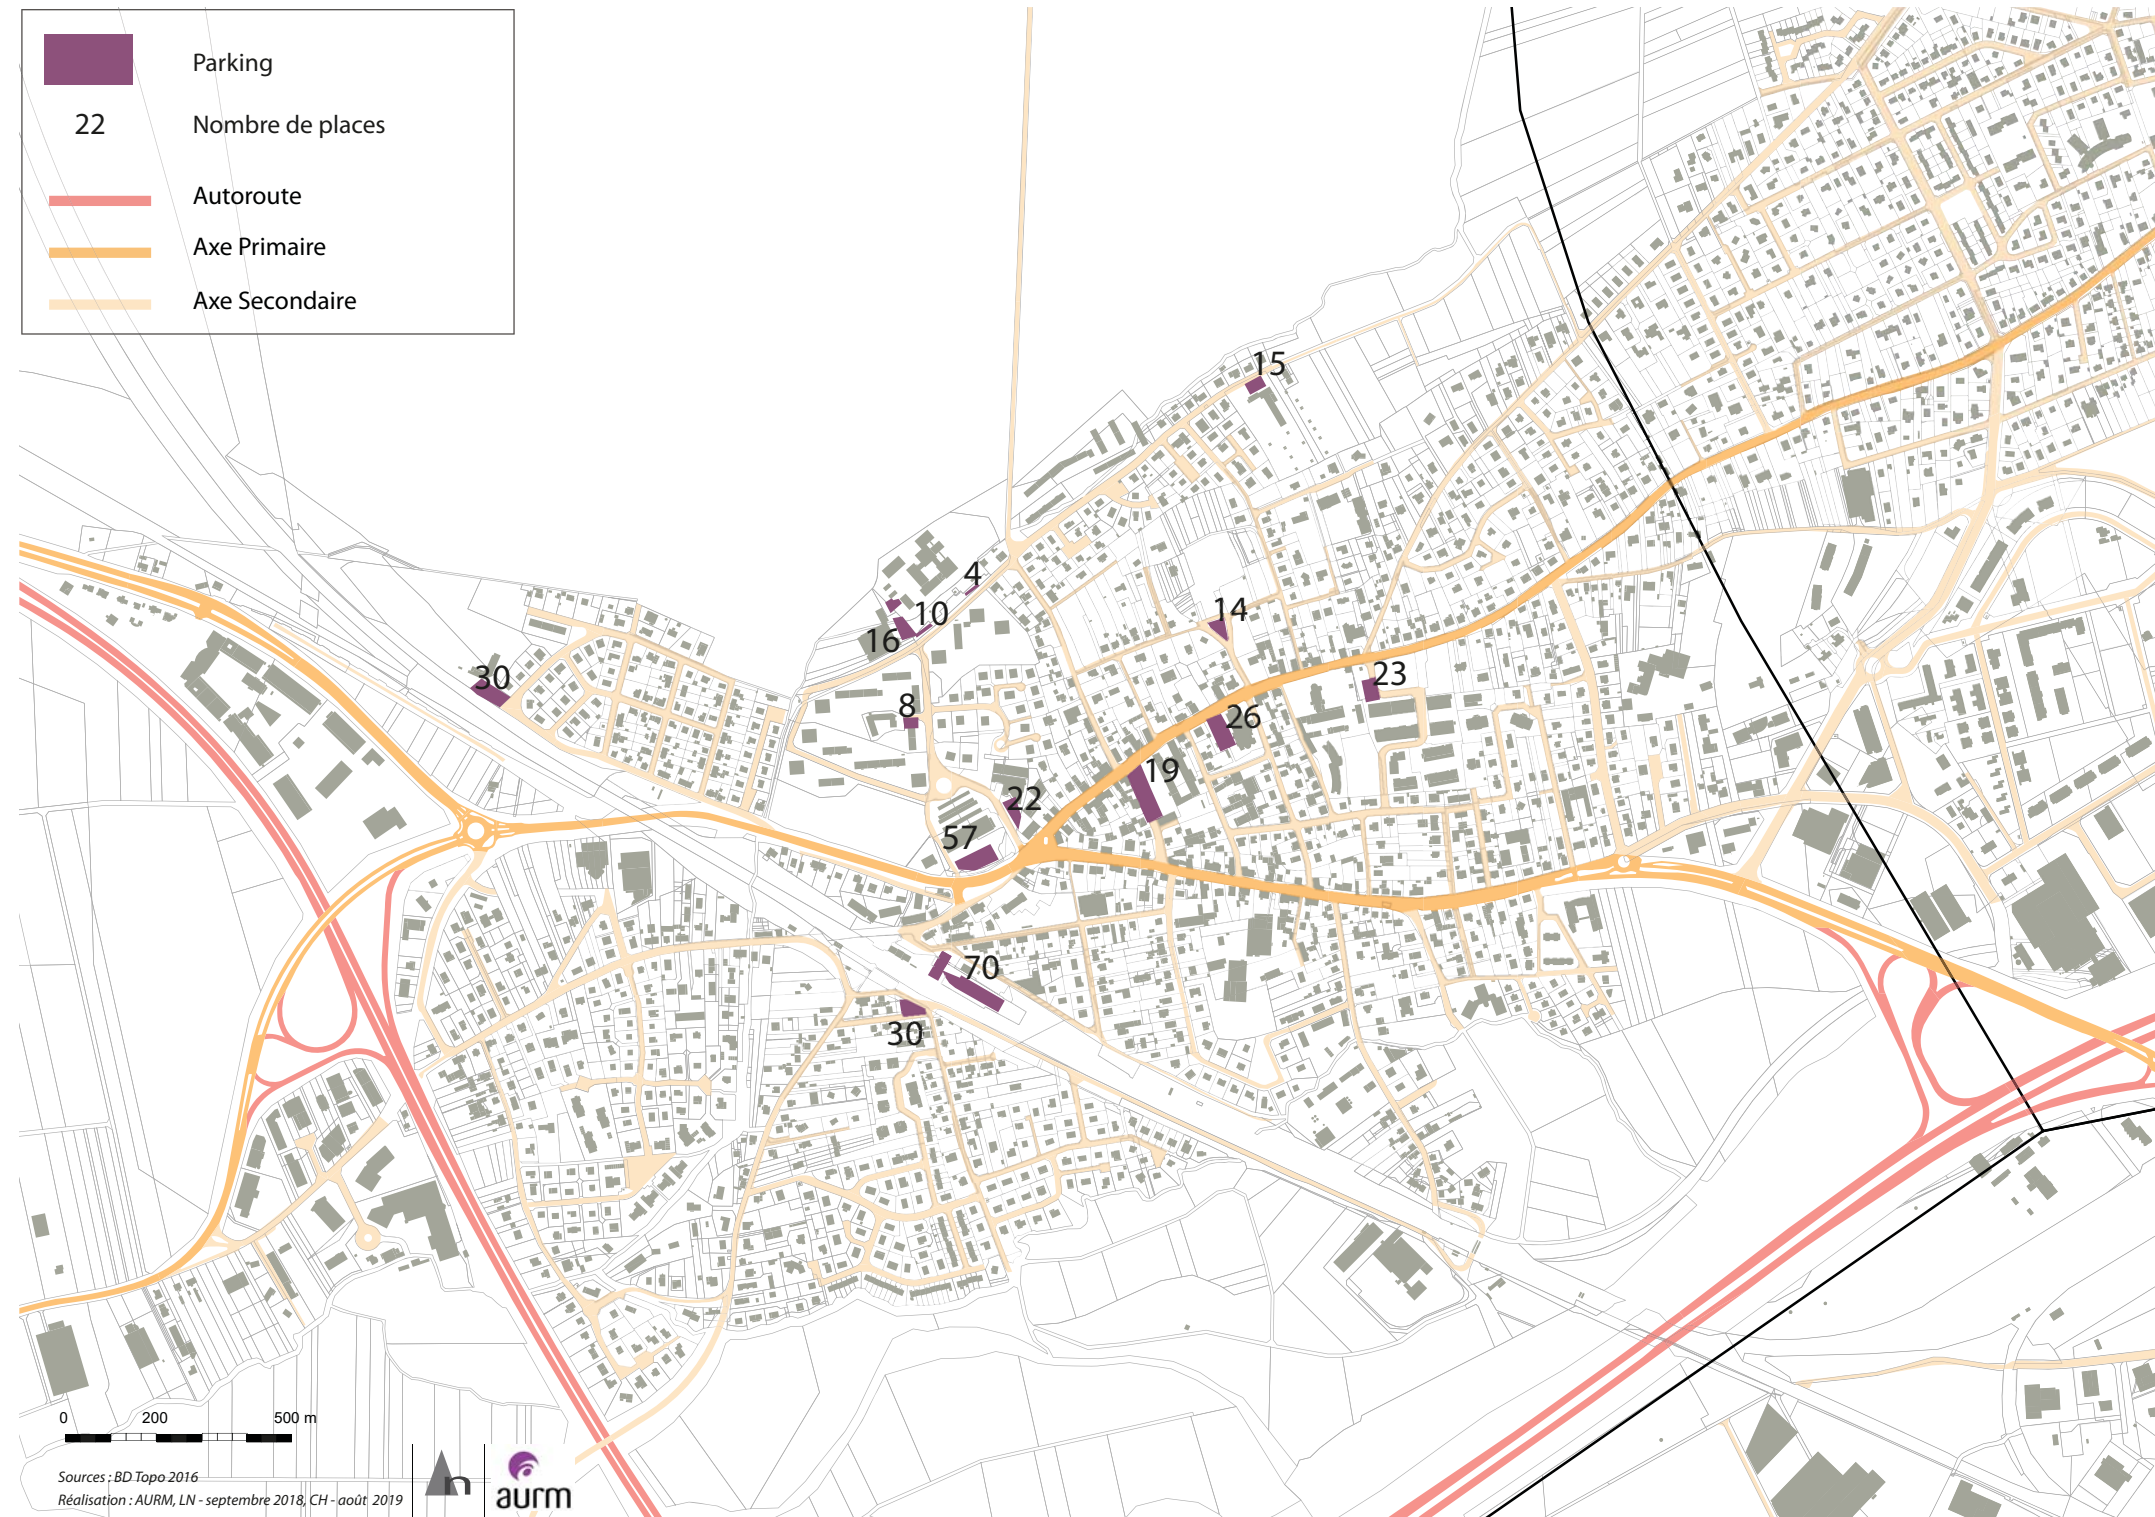 Parking
22 Nombre de places
Autoroute
Axe Primaire
Axe Secondaire
15
4
10
16
14
30
23
8
26
19
22
57
70
30
0 200 500 m
Sources : BD Topo 2016
Réalisation : AURM, LN - septembre 2018, CH - août 2019
n
aurm